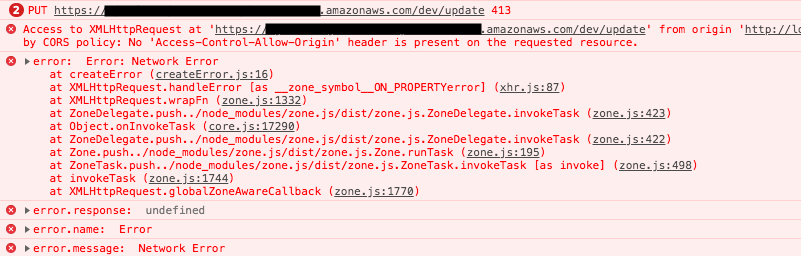 2 PUT https:// .amazonaws.com/dev/update 413
Access to XMLHttpRequest at 'https:// .amazonaws.com/dev/update' from origin 'http://lo
by CORS policy: No 'Access-Control-Allow-Origin' header is present on the requested resource.
error: Error: Network Error
at createError (createError.js:16)
at XMLHttpRequest.handleError [as __zone_symbol__ON_PROPERTYerror] (xhr.js:87)
at XMLHttpRequest.wrapFn (zone.js:1332)
at ZoneDelegate.push../node_modules/zone.js/dist/zone.js.ZoneDelegate.invokeTask (zone.js:423)
at Object.onInvokeTask (core.js:17290)
at ZoneDelegate.push../node_modules/zone.js/dist/zone.js.ZoneDelegate.invokeTask (zone.js:422)
at Zone.push../node_modules/zone.js/dist/zone.js.Zone.runTask (zone.js:195)
at ZoneTask.push../node_modules/zone.js/dist/zone.js.ZoneTask.invokeTask [as invoke] (zone.js:498)
at invokeTask (zone.js:1744)
at XMLHttpRequest.globalZoneAwareCallback (zone.js:1770)
error.response: undefined
error.name: Error
error.message: Network Error